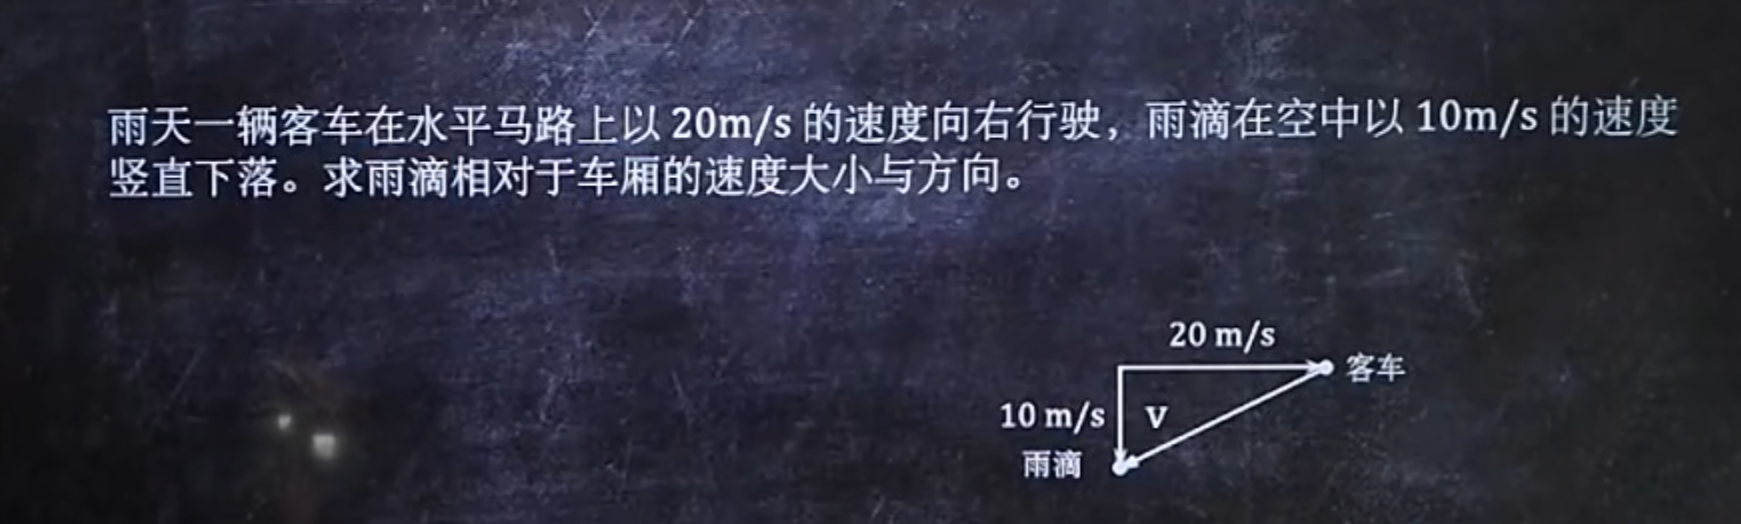 雨天一辆客车在水平马路上以 20m/s 的速度向右行驶，雨滴在空中以 10m/s 的速度
竖直下落。求雨滴相对于车厢的速度大小与方向。
20 m/s
客车
10 m/s
V
雨滴